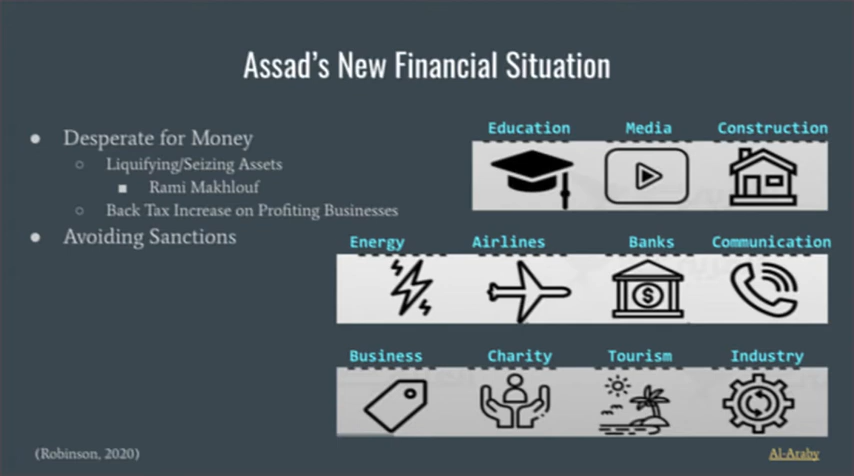 Assad's New Financial Situation
● Desperate for Money
○ Liquifying/Seizing Assets
■ Rami Makhlouf
○ Back Tax Increase on Profiting Businesses
● Avoiding Sanctions
Education Media Construction
Energy Airlines Banks Communication
$
Business Charity Tourism Industry
(Robinson, 2020)
Al-Araby